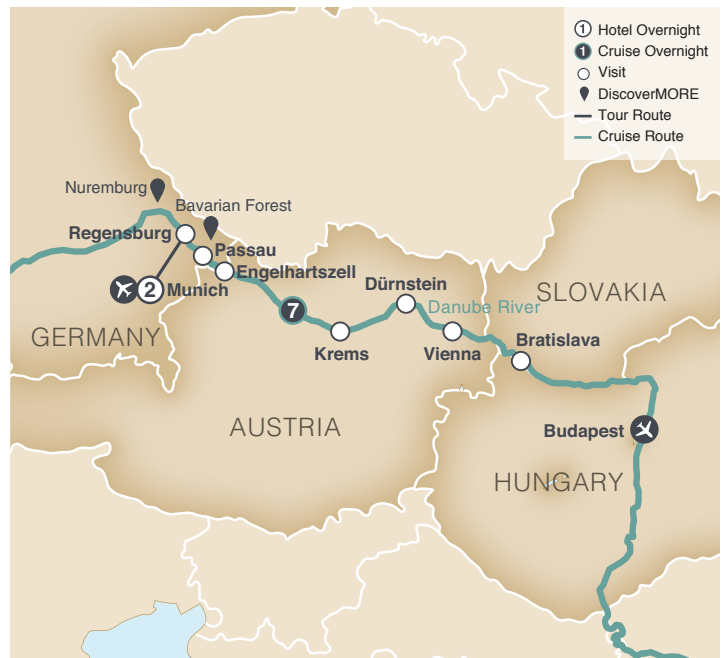 1 Hotel Overnight
1 Cruise Overnight
Visit
DiscoverMORE
Tour Route
Cruise Route
Nuremburg
Bavarian Forest
Regensburg
Passau
Engelhartszell
2 Munich
Dürnstein
SLOVAKIA
Danube River
7
GERMANY
Krems
Vienna
Bratislava
AUSTRIA
Budapest
HUNGARY